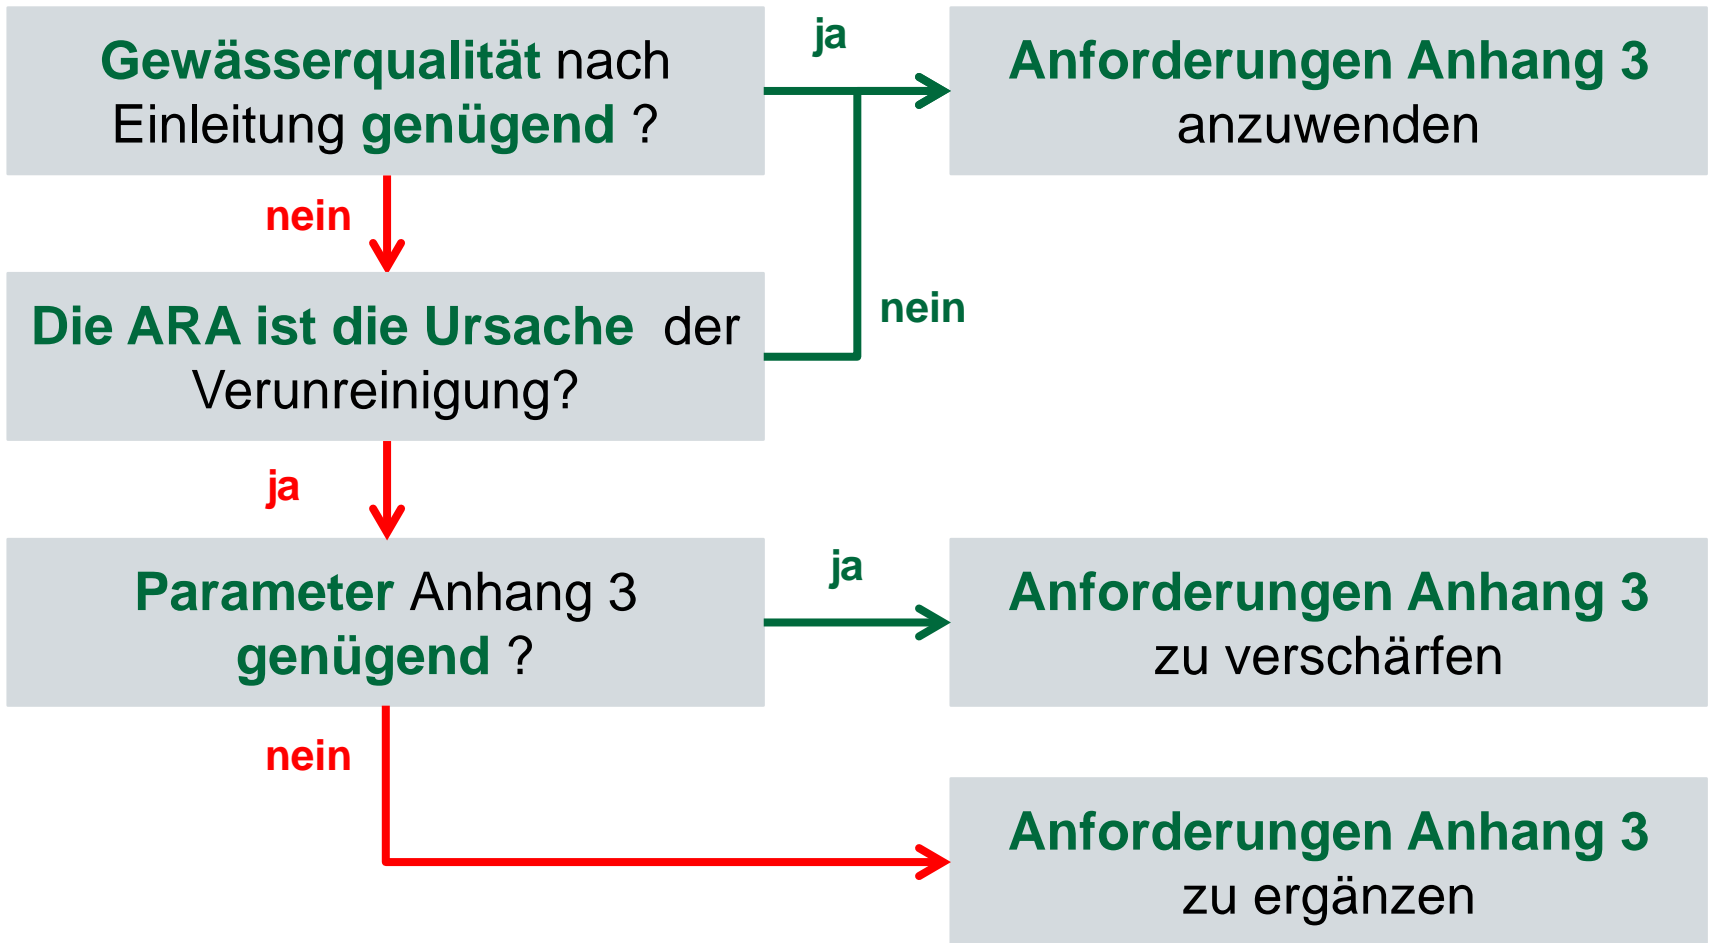 Gewässerqualität nach
Einleitung genügend ?
ja
Anforderungen Anhang 3
anzuwenden
nein
Die ARA ist die Ursache der
Verunreinigung?
nein
ja
Parameter Anhang 3
genügend ?
ja
Anforderungen Anhang 3
zu verschärfen
nein
Anforderungen Anhang 3
zu ergänzen